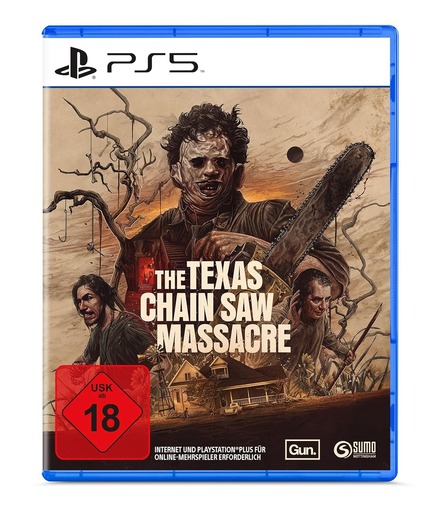 PS5
THE TEXAS
CHAIN SAW
MASSACRE
USK
ab
18
INTERNET UND PLAYSTATION®PLUS FÜR
ONLINE-MEHRSPIELER ERFORDERLICH
Gun.
SUMO
NOTTINGHAM